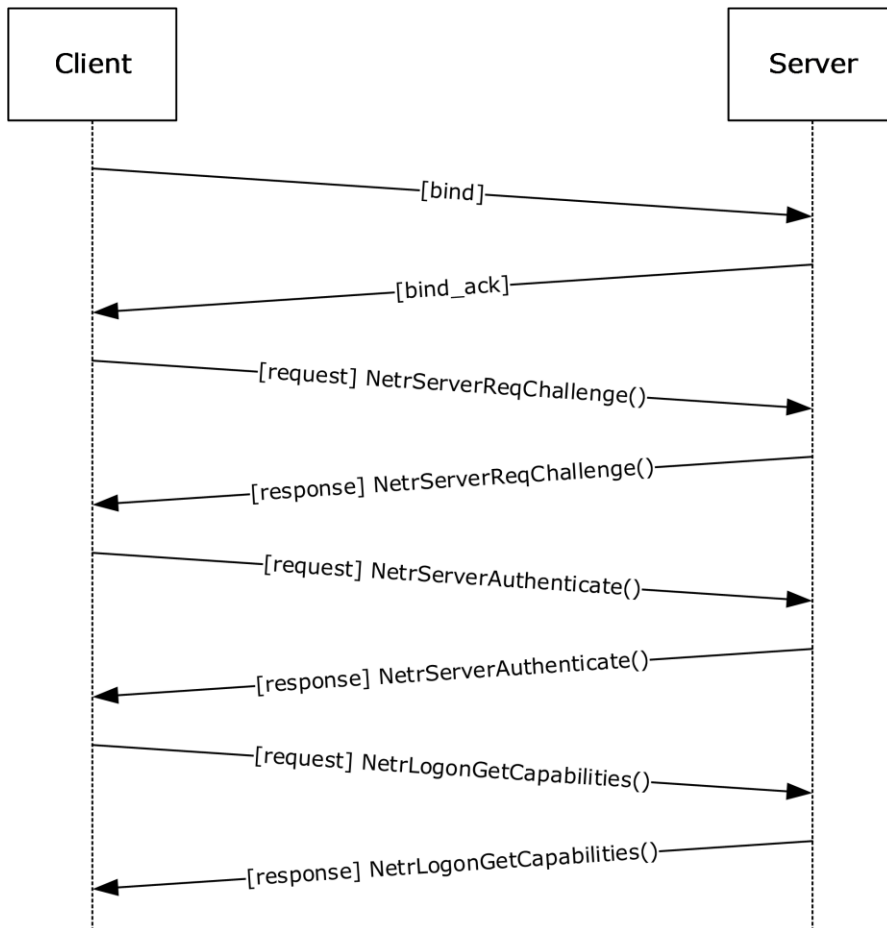 Client
Server
[bind]
[bind_ack]
[request] NetrServerReqChallenge()
[response] NetrServerReqChallenge()
[request] NetrServerAuthenticate()
[response] NetrServerAuthenticate()
[request] NetrLogonGetCapabilities()
[response] NetrLogonGetCapabilities()